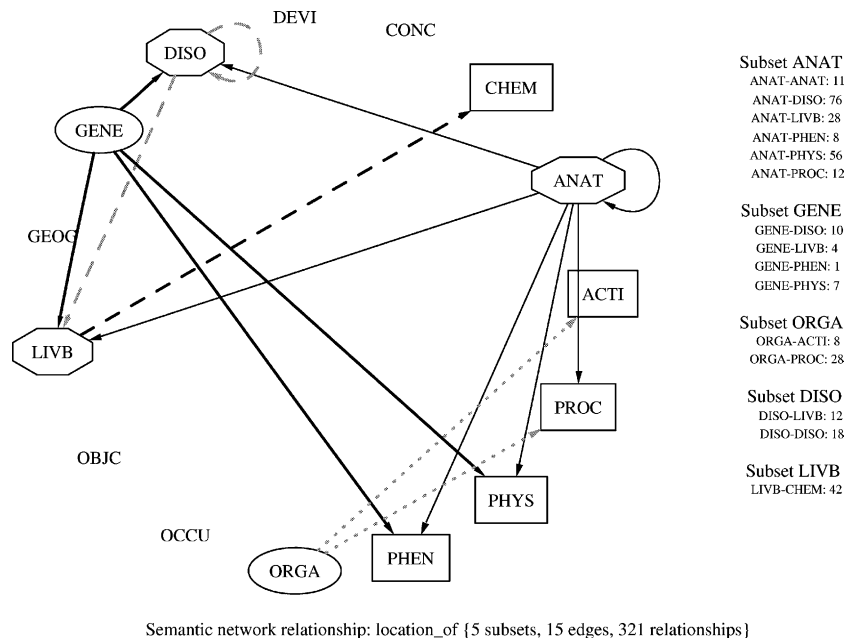 DEVI
CONC
DISO
CHEM
GENE
ANAT
GEOG
ACTI
LIVB
PROC
OBJC
PHYS
OCCU
PHEN
ORGA
Subset ANAT
ANAT-ANAT: 11
ANAT-DISO: 76
ANAT-LIVB: 28
ANAT-PHEN: 8
ANAT-PHYS: 56
ANAT-PROC: 12
Subset GENE
GENE-DISO: 10
GENE-LIVB: 4
GENE-PHEN: 1
GENE-PHYS: 7
Subset ORGA
ORGA-ACTI: 8
ORGA-PROC: 28
Subset DISO
DISO-LIVB: 12
DISO-DISO: 18
Subset LIVB
LIVB-CHEM: 42
Semantic network relationship: location_of {5 subsets, 15 edges, 321 relationships}